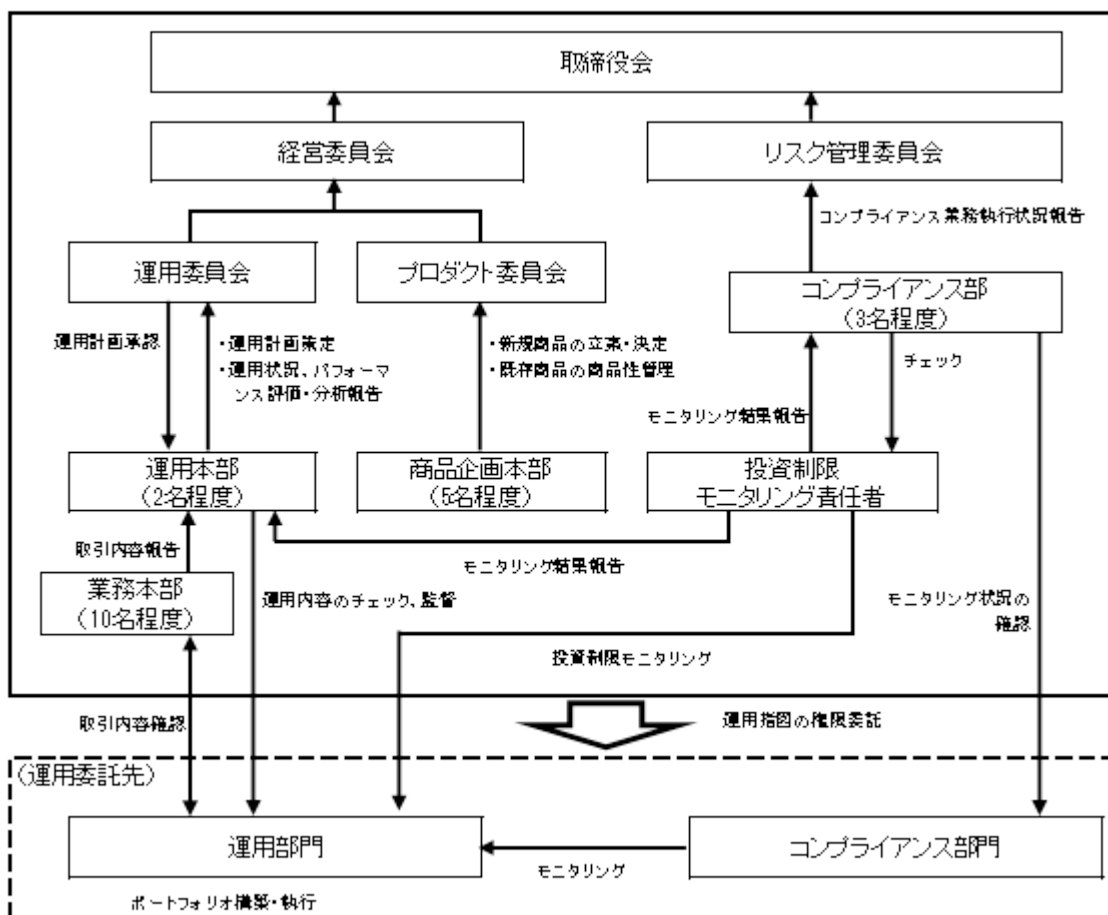 取締役会
経営委員会
リスク管理委員会
コンプライアンス業務執行状況報告
運用委員会
プロダクト委員会
コンプライアンス部
(3名程度)
運用計画承認
・運用計画策定
・運用状況、パフォーマ
ンス評価・分析報告
・新規商品の立案・決定
・既存商品の商品性管理
チェック
モニタリング結果報告
運用本部
(2名程度)
商品企画本部
(5名程度)
投資制限
モニタリング責任者
取引内容報告
モニタリング結果報告
業務本部
(10名程度)
運用内容のチェック、監督
モニタリング状況の
確認
投資制限モニタリング
取引内容確認
運用指図の権限委託
(運用委託先)
運用部門
モニタリング
コンプライアンス部門
ポートフォリオ構築・執行